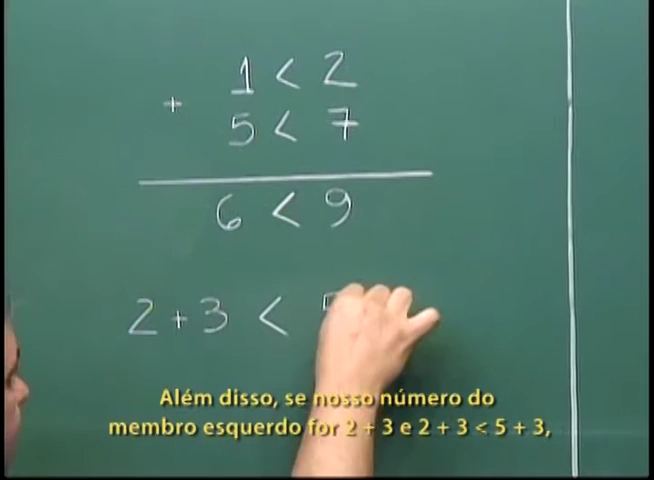 1 < 2
+ 5 < 7
6 < 9
2 + 3 <
Além disso, se nosso número do
membro esquerdo for 2 + 3 e 2 + 3 < 5 + 3,